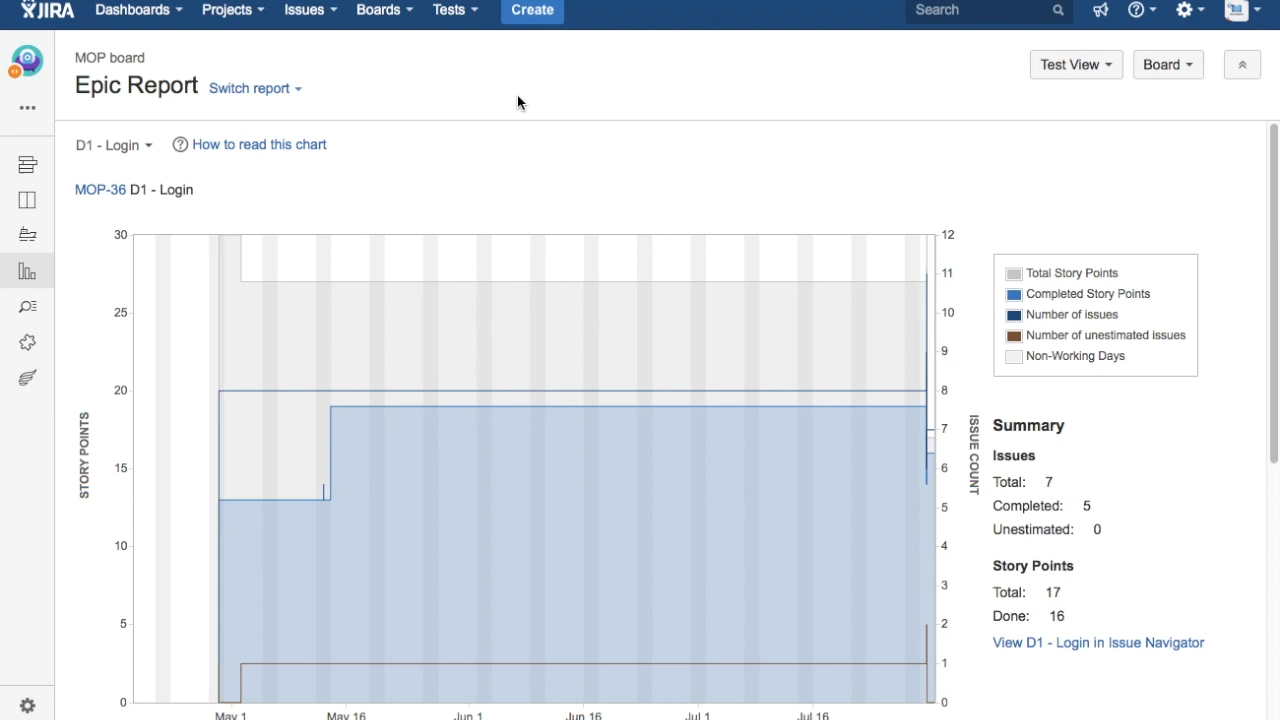 JIRA Dashboards Projects Issues Boards Tests Create Search
MOP board
Epic Report Switch report
Test View Board
D1 - Login How to read this chart
MOP-36 D1 - Login
STORY POINTS
30
25
20
15
10
5
0
12
11
10
9
8
7
6
5
4
3
2
1
0
ISSUE COUNT
May 1 May 16 Jun 1 Jun 16 Jul 1 Jul 16
Total Story Points
Completed Story Points
Number of issues
Number of unestimated issues
Non-Working Days
Summary
Issues
Total: 7
Completed: 5
Unestimated: 0
Story Points
Total: 17
Done: 16
View D1 - Login in Issue Navigator